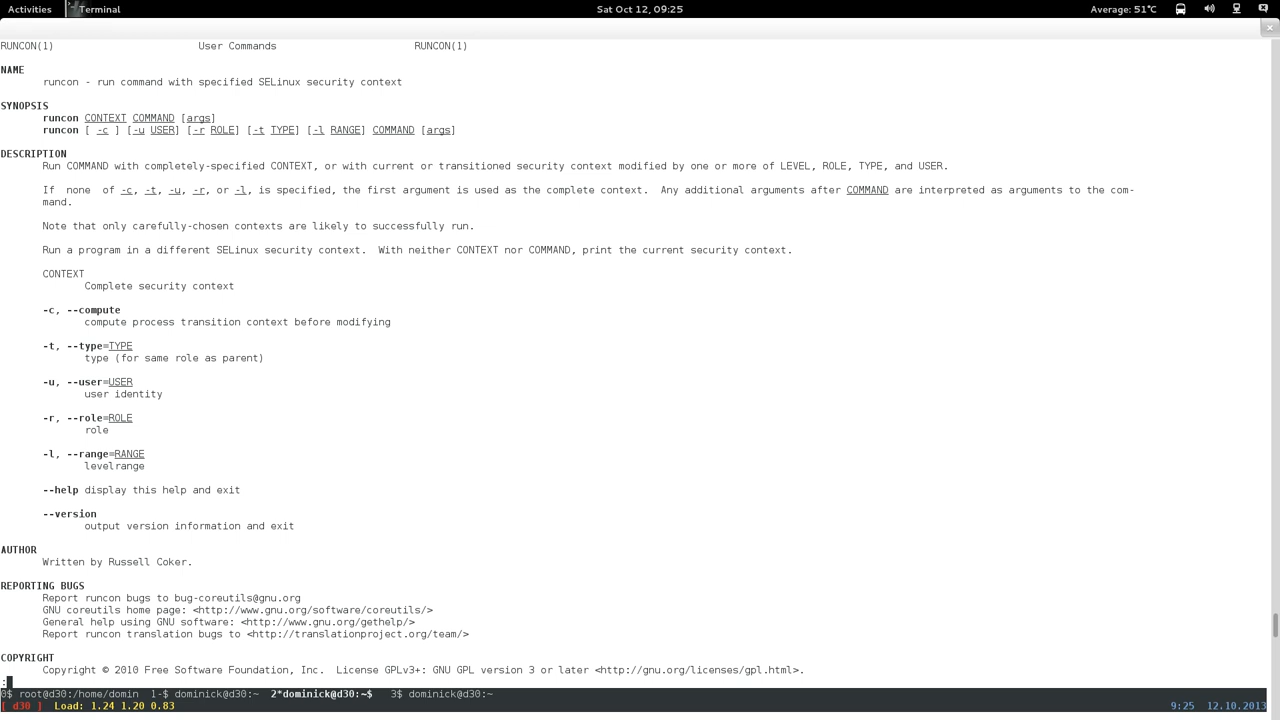 Activities Terminal Sat Oct 12, 09:25 Average: 51°C
RUNCON(1) User Commands RUNCON(1)
NAME
runcon - run command with specified SELinux security context
SYNOPSIS
runcon CONTEXT COMMAND [args]
runcon [ -c ] [-u USER] [-r ROLE] [-t TYPE] [-l RANGE] COMMAND [args]
DESCRIPTION
Run COMMAND with completely-specified CONTEXT, or with current or transitioned security context modified by one or more of LEVEL, ROLE, TYPE, and USER.
If none of -c, -t, -u, -r, or -l, is specified, the first argument is used as the complete context. Any additional arguments after COMMAND are interpreted as arguments to the com-
mand.
Note that only carefully-chosen contexts are likely to successfully run.
Run a program in a different SELinux security context. With neither CONTEXT nor COMMAND, print the current security context.
CONTEXT
Complete security context
-c, --compute
compute process transition context before modifying
-t, --type=TYPE
type (for same role as parent)
-u, --user=USER
user identity
-r, --role=ROLE
role
-l, --range=RANGE
levelrange
--help display this help and exit
--version
output version information and exit
AUTHOR
Written by Russell Coker.
REPORTING BUGS
Report runcon bugs to bug-coreutils@gnu.org
GNU coreutils home page: <http://www.gnu.org/software/coreutils/>
General help using GNU software: <http://www.gnu.org/gethelp/>
Report runcon translation bugs to <http://translationproject.org/team/>
COPYRIGHT
Copyright © 2010 Free Software Foundation, Inc. License GPLv3+: GNU GPL version 3 or later <http://gnu.org/licenses/gpl.html>.
:
0$ root@d30:/home/domin 1-$ dominick@d30:~ 2*dominick@d30:~$ 3$ dominick@d30:~
[ d30 ] Load: 1.24 1.20 0.83 9:25 12.10.2013